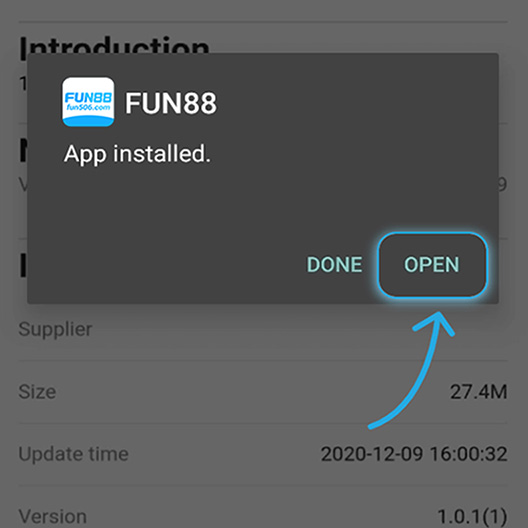 Introduction
1
FUN88
fun506.com
FUN88
App installed.
N
V
9
I
DONE
OPEN
Supplier
Size
27.4M
Update time
2020-12-09 16:00:32
Version
1.0.1(1)